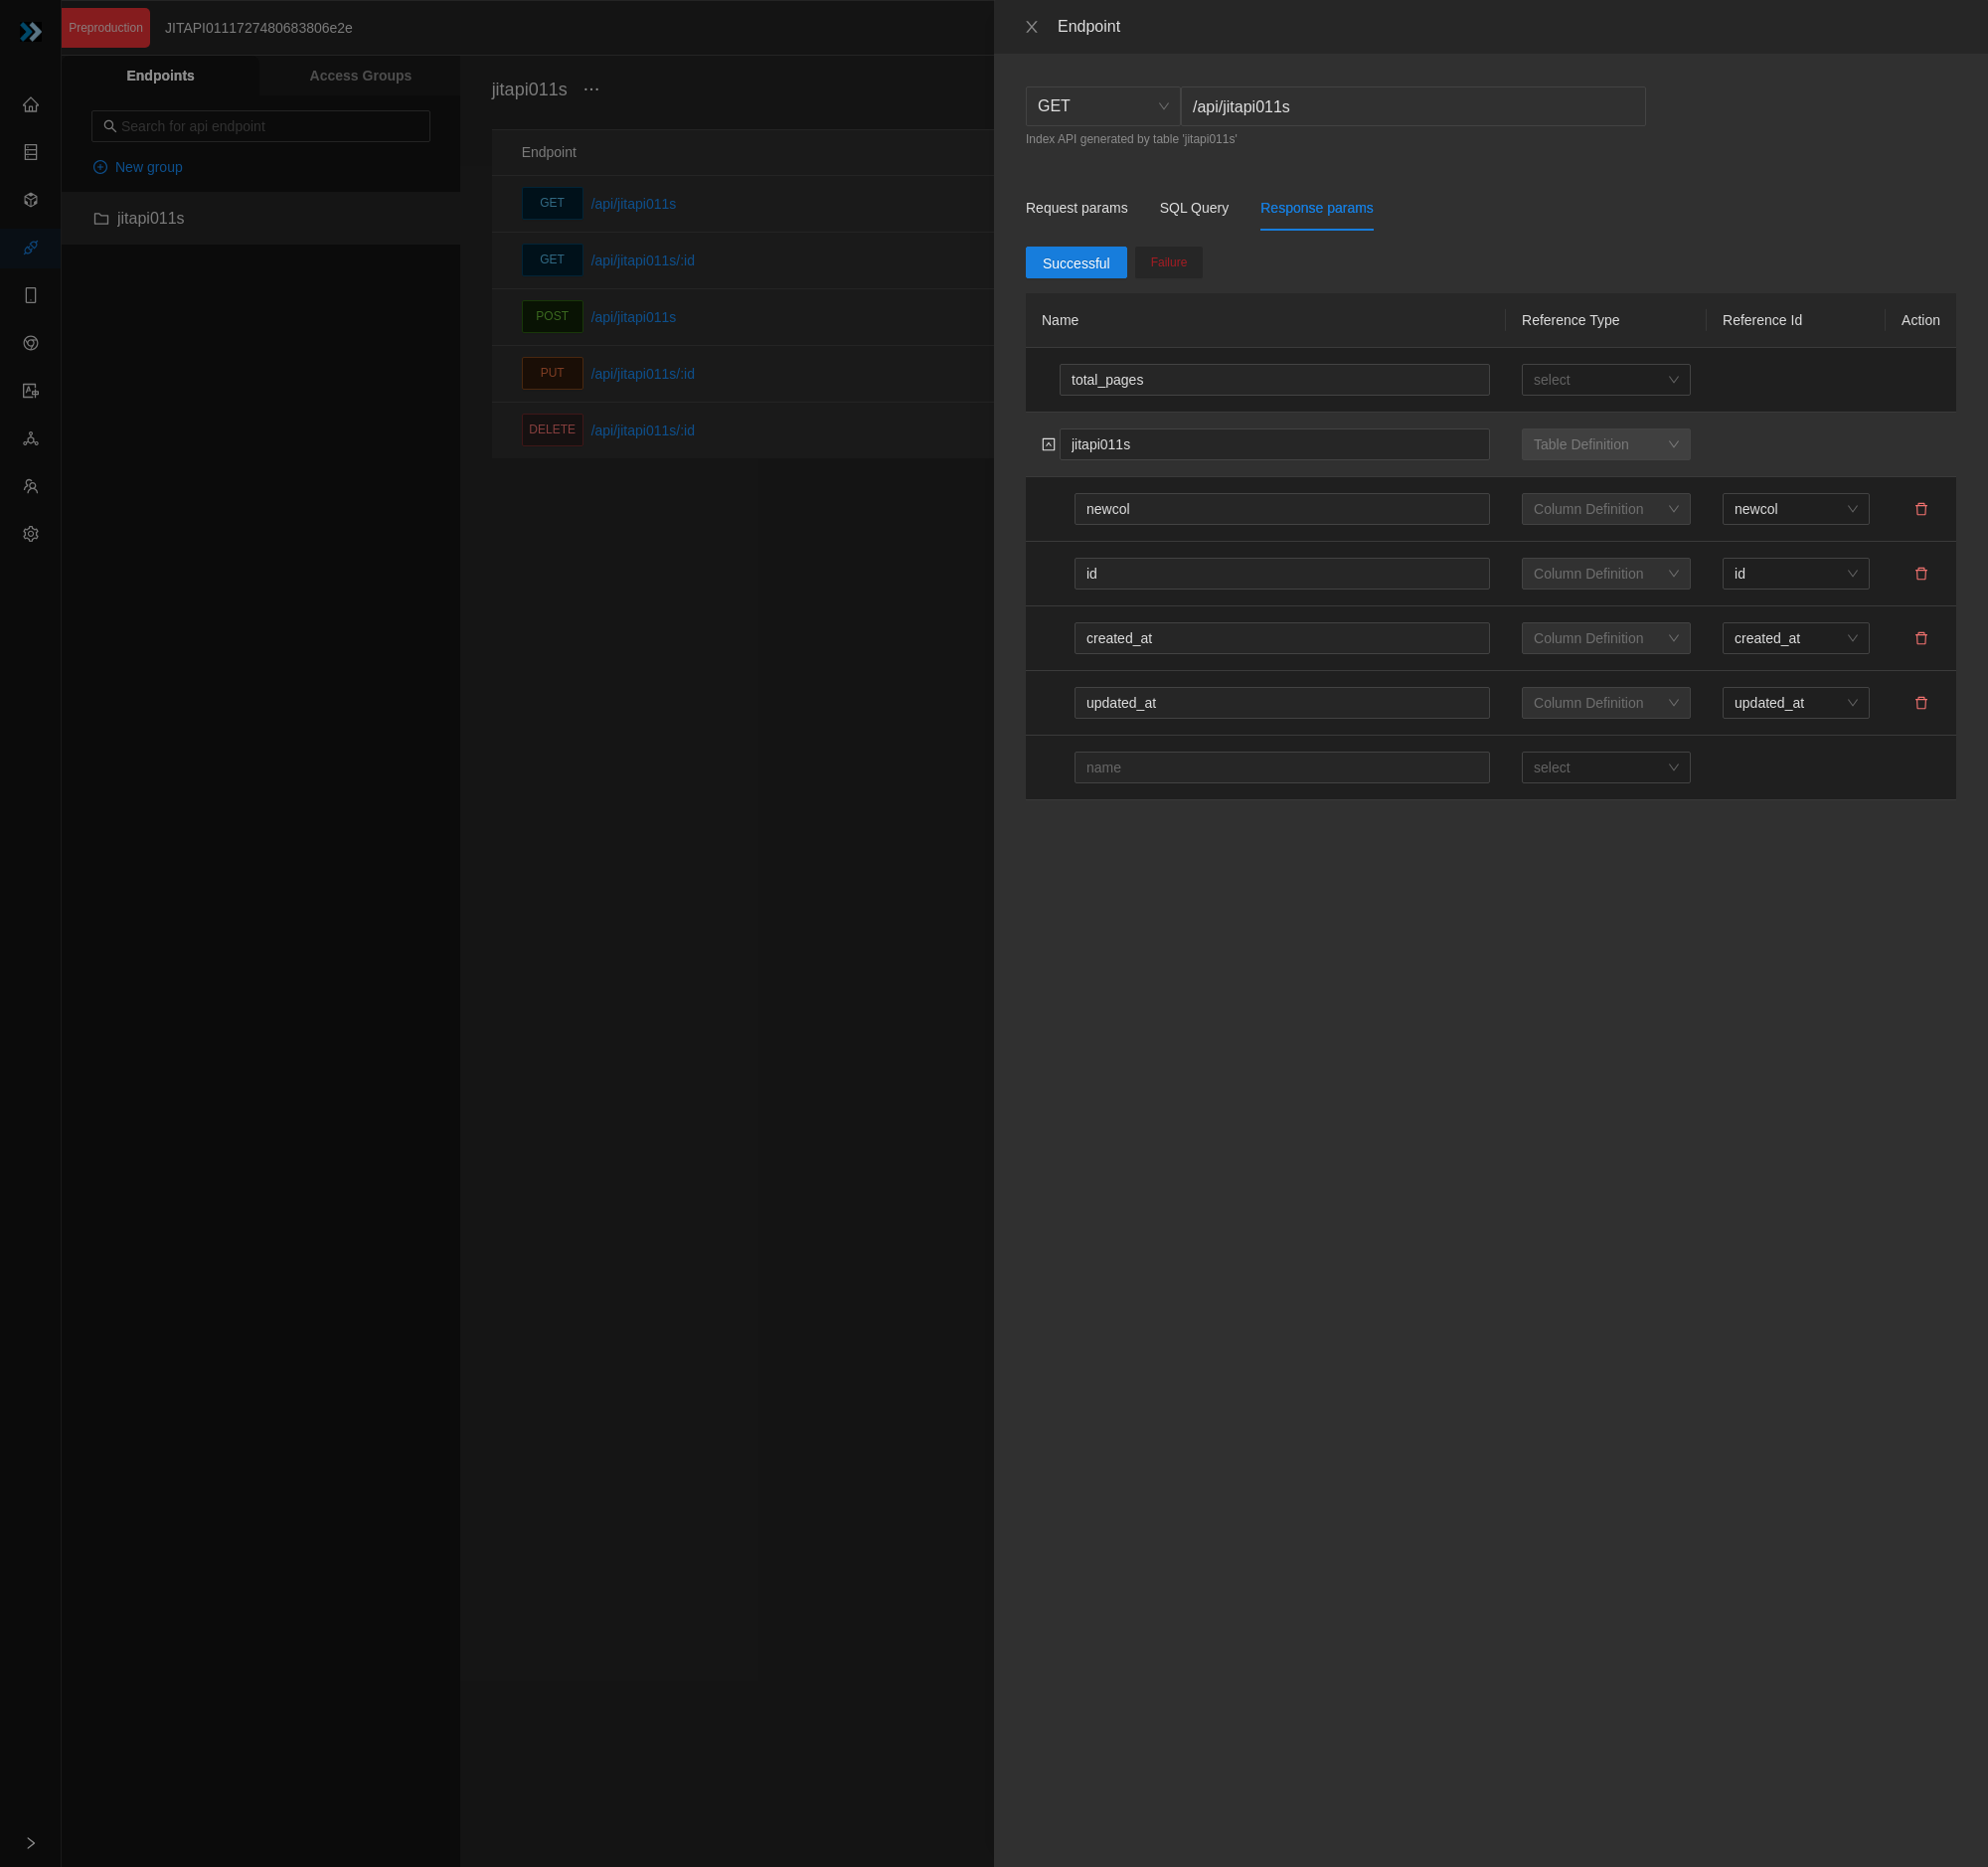 Preproduction
JITAPI0111727480683806e2e
Endpoints
Access Groups
Search for api endpoint
New group
jitapi011s
jitapi011s
Endpoint
GET /api/jitapi011s
GET /api/jitapi011s/:id
POST /api/jitapi011s
PUT /api/jitapi011s/:id
DELETE /api/jitapi011s/:id
Endpoint
GET /api/jitapi011s
Index API generated by table 'jitapi011s'
Request params SQL Query Response params
Successful Failure
Name Reference Type Reference Id Action
total_pages select
jitapi011s Table Definition
newcol Column Definition newcol
id Column Definition id
created_at Column Definition created_at
updated_at Column Definition updated_at
name select